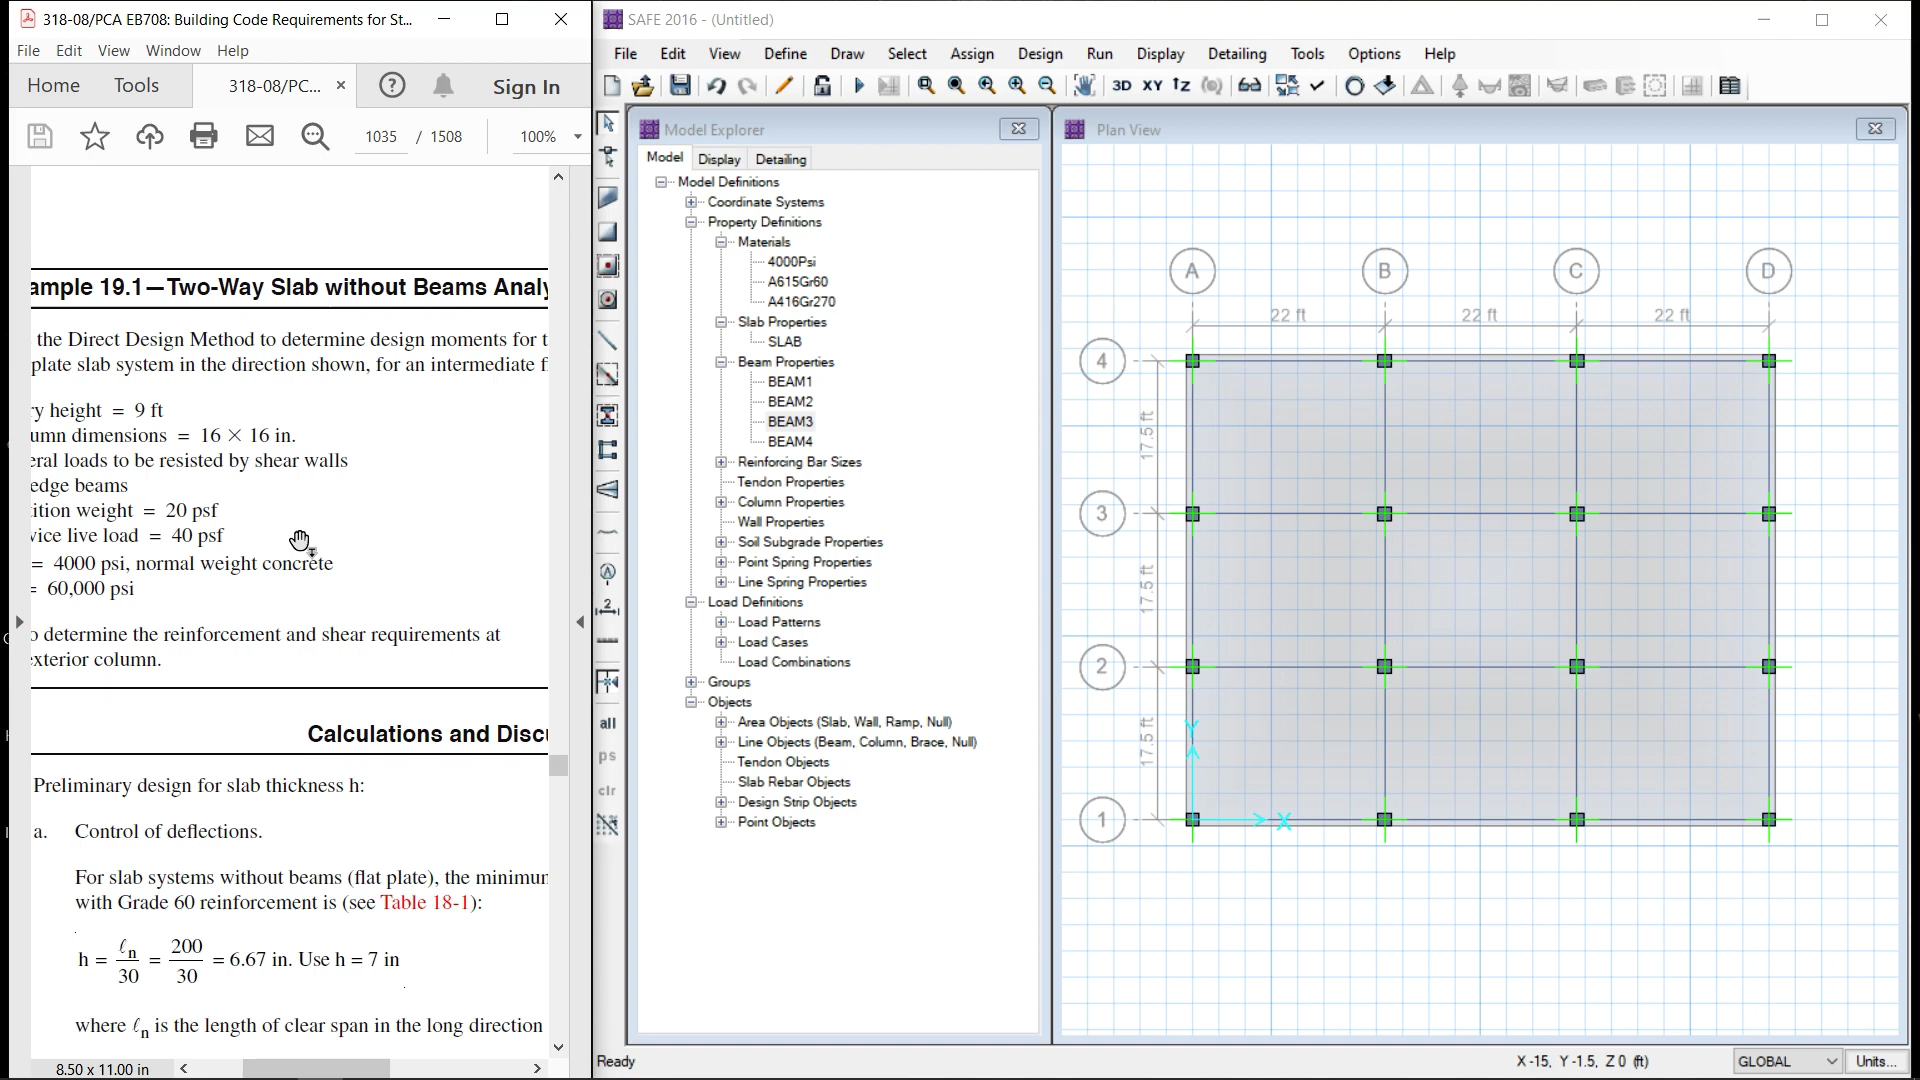 318-08/PCA EB708: Building Code Requirements for St...
File Edit View Window Help
Home Tools 318-08/PC... × ? Sign In
1035 / 1508 100%
ample 19.1—Two-Way Slab without Beams Analy
the Direct Design Method to determine design moments for t
plate slab system in the direction shown, for an intermediate f
ry height = 9 ft
umn dimensions = 16 × 16 in.
eral loads to be resisted by shear walls
edge beams
ition weight = 20 psf
vice live load = 40 psf
= 4000 psi, normal weight concrete
= 60,000 psi
o determine the reinforcement and shear requirements at
exterior column.
Calculations and Discu
Preliminary design for slab thickness h:
a. Control of deflections.
For slab systems without beams (flat plate), the minimum
with Grade 60 reinforcement is (see Table 18-1):
h = ℓn/30 = 200/30 = 6.67 in. Use h = 7 in
where ℓn is the length of clear span in the long direction
8.50 x 11.00 in
SAFE 2016 - (Untitled)
File Edit View Define Draw Select Assign Design Run Display Detailing Tools Options Help
3D XY
2
all
ps
clr
Model Explorer
Model Display Detailing
Model Definitions
Coordinate Systems
Property Definitions
Materials
4000Psi
A615Gr60
A416Gr270
Slab Properties
SLAB
Beam Properties
BEAM1
BEAM2
BEAM3
BEAM4
Reinforcing Bar Sizes
Tendon Properties
Column Properties
Wall Properties
Soil Subgrade Properties
Point Spring Properties
Line Spring Properties
Load Definitions
Load Patterns
Load Cases
Load Combinations
Groups
Objects
Area Objects (Slab, Wall, Ramp, Null)
Line Objects (Beam, Column, Brace, Null)
Tendon Objects
Slab Rebar Objects
Design Strip Objects
Point Objects
Plan View
A B C D
22 ft 22 ft 22 ft
4
17.5 ft
3
17.5 ft
2
17.5 ft
Y
1
X
Ready
X -15, Y -1.5, Z 0 (ft)
GLOBAL
Units...